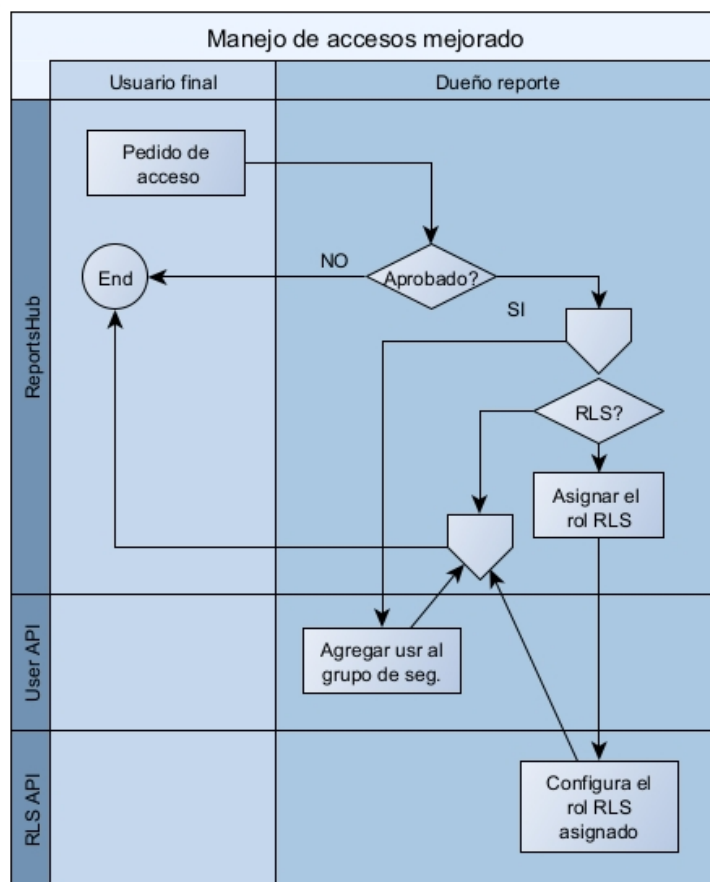 Manejo de accesos mejorado
Usuario final
Dueño reporte
ReportsHub
Pedido de
acceso
End
NO
Aprobado?
SI
RLS?
Asignar el
rol RLS
User API
Agregar usr al
grupo de seg.
RLS API
Configura el
rol RLS
asignado